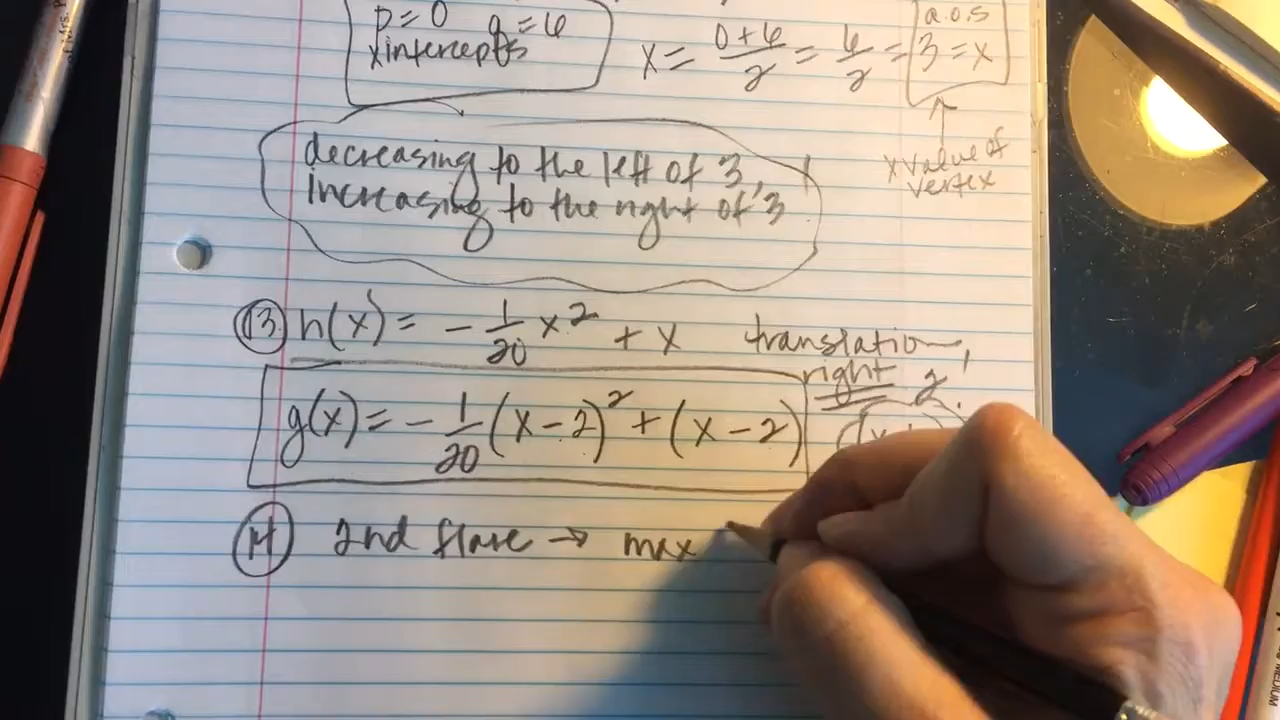 p = 0 q = 6
x intercepts
x = 0+6/2 = 6/2 = 3 = x
a.o.s
x value of
vertex
decreasing to the left of 3,
increasing to the right of 3
13 h(x) = -1/20 x² + x translation,
right 2.
g(x) = -1/20 (x-2)² + (x-2)
14 2nd flare → max